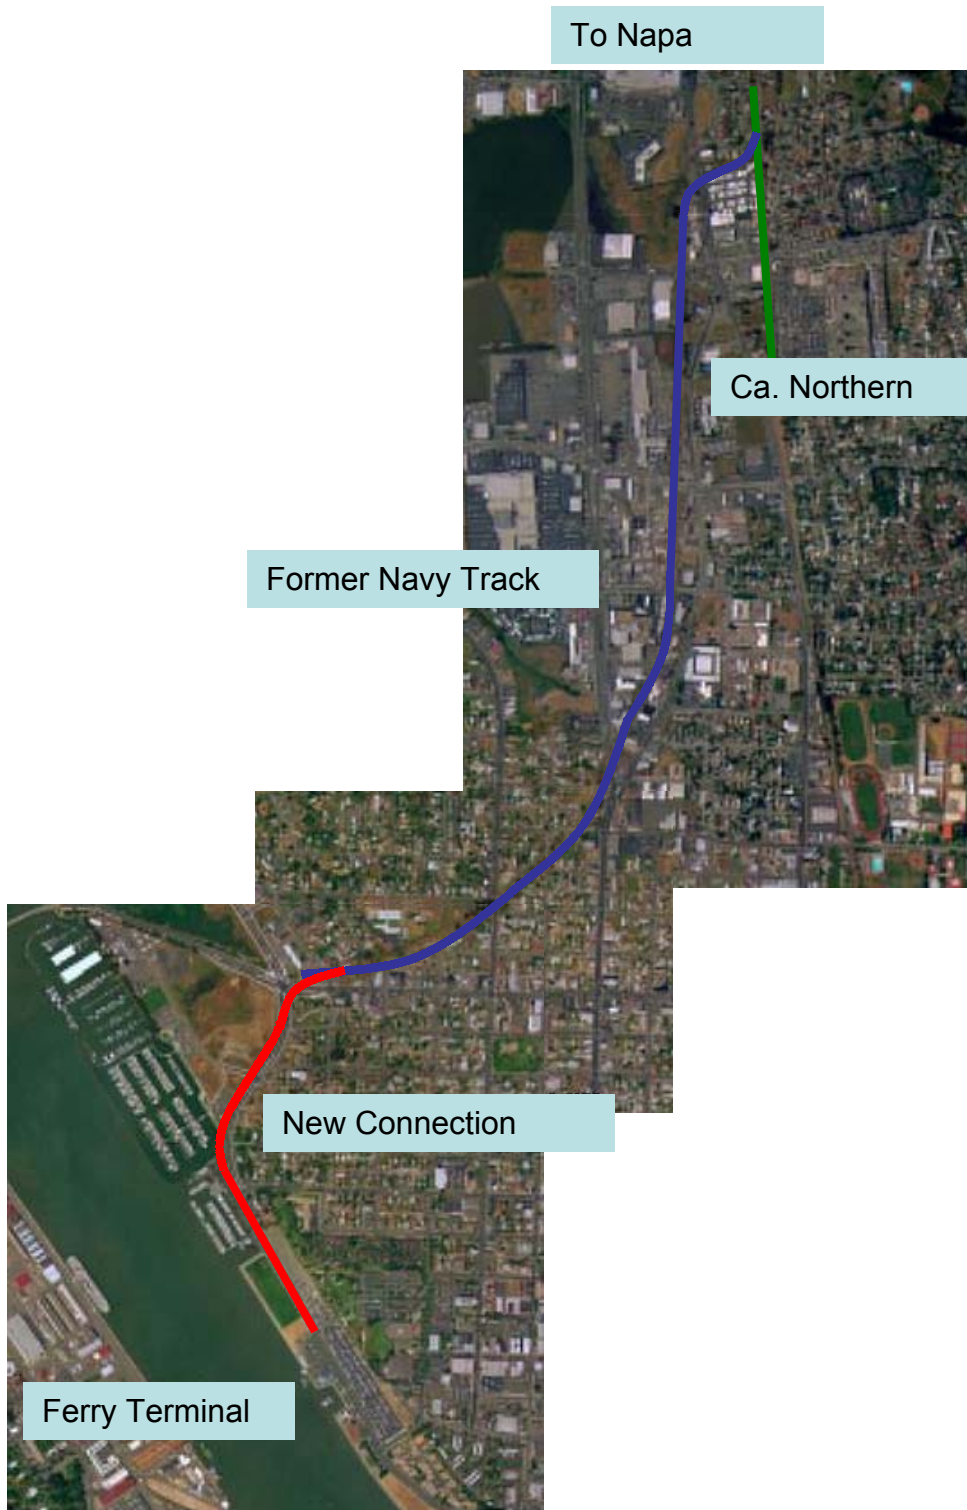 To Napa
Ca. Northern
Former Navy Track
New Connection
Ferry Terminal